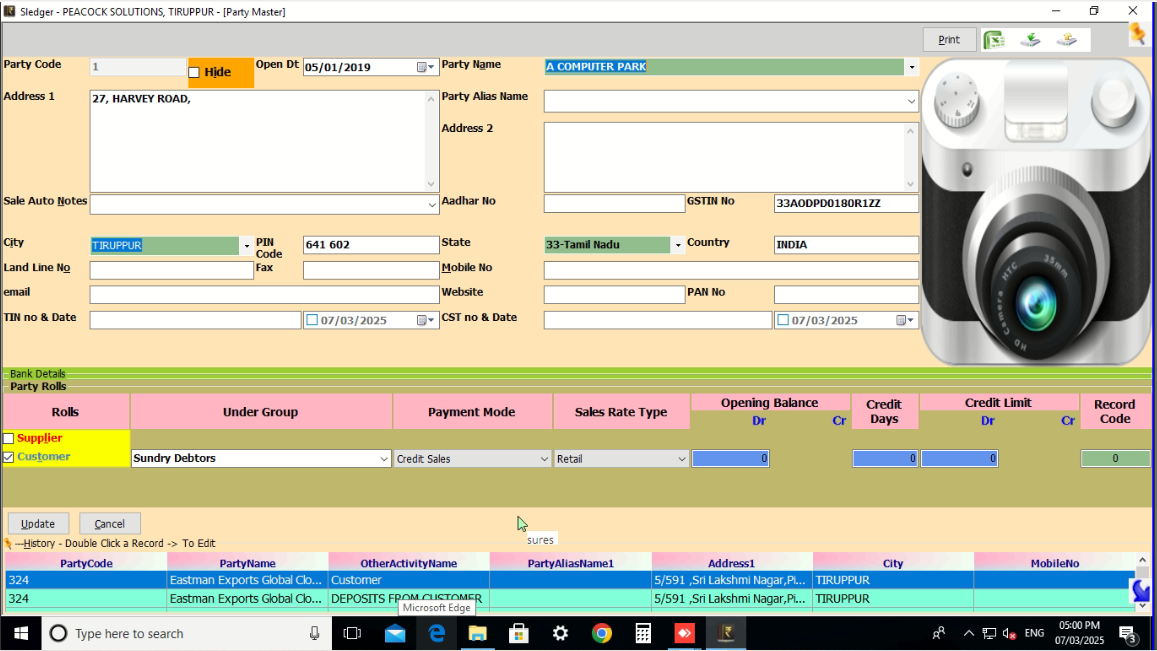 Sledger - PEACOCK SOLUTIONS, TIRUPPUR - [Party Master]
Print
Party Code 1 Hide Open Dt 05/01/2019 Party Name A COMPUTER PARK
Address 1 27, HARVEY ROAD, Party Alias Name
Address 2
Sale Auto Notes Aadhar No GSTIN No 33AODPD0180R1ZZ
City TIRUPPUR PIN Code 641 602 State 33-Tamil Nadu Country INDIA
Land Line No Fax Mobile No
email Website PAN No
TIN no & Date 07/03/2025 CST no & Date 07/03/2025
35mm
HD Camera HTC
Bank Details
Party Rolls
Rolls Under Group Payment Mode Sales Rate Type Opening Balance Credit Days Credit Limit Record Code
Dr Cr Dr Cr
Supplier
Customer Sundry Debtors Credit Sales Retail 0 0 0 0
Update Cancel
sures
---History - Double Click a Record -> To Edit
PartyCode PartyName OtherActivityName PartyAliasName1 Address1 City MobileNo
324 Eastman Exports Global Clo... Customer 5/591 ,Sri Lakshmi Nagar,Pi... TIRUPPUR
324 Eastman Exports Global Clo... DEPOSITS FROM CUSTOMER 5/591 ,Sri Lakshmi Nagar,Pi... TIRUPPUR
Microsoft Edge
Type here to search
ENG
05:00 PM
07/03/2025
3